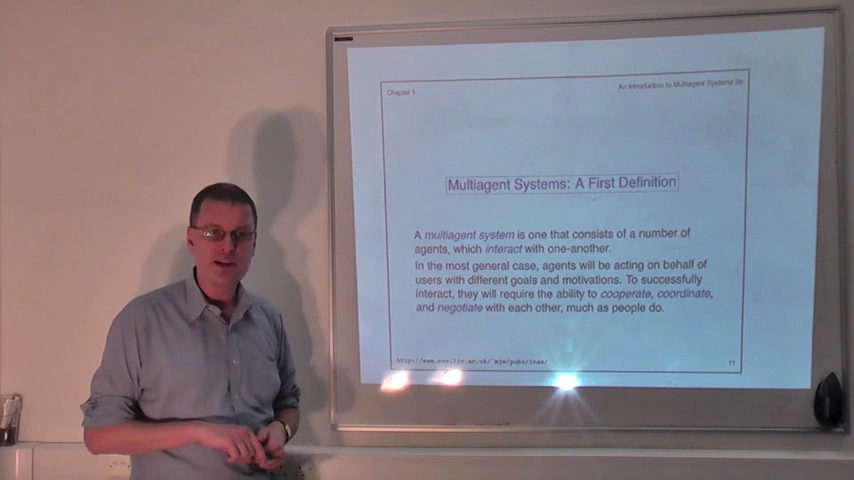 Chapter 1
An Introduction to Multiagent Systems 2e
Multiagent Systems: A First Definition
A multiagent system is one that consists of a number of
agents, which interact with one-another.
In the most general case, agents will be acting on behalf of
users with different goals and motivations. To successfully
interact, they will require the ability to cooperate, coordinate,
and negotiate with each other, much as people do.
http://www.csc.liv.ac.uk/~mjw/pubs/imas/
11